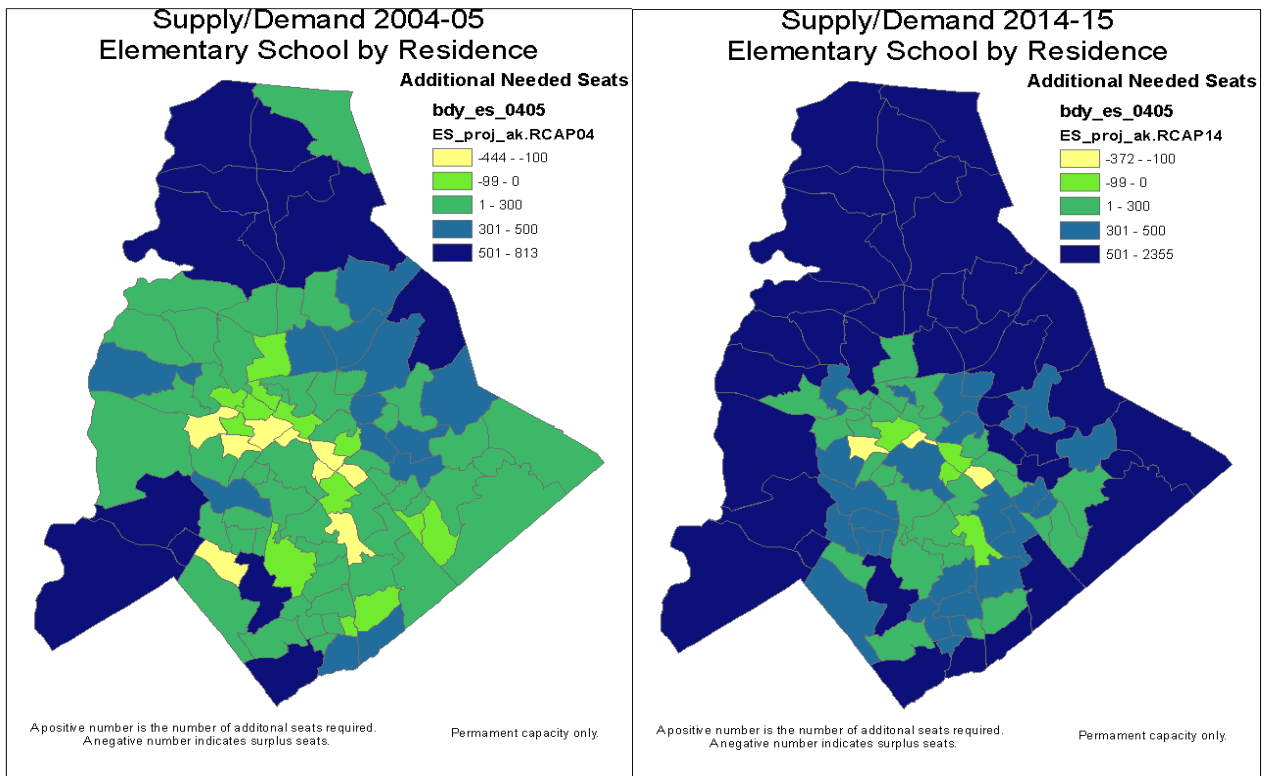 Supply/Demand 2004-05
Elementary School by Residence
Additional Needed Seats
bdy_es_0405
ES_proj_ak.RCAP04
-444 - -100
-99 - 0
1 - 300
301 - 500
501 - 813
A positive number is the number of additonal seats required.
A negative number indicates surplus seats.
Permament capacity only.
Supply/Demand 2014-15
Elementary School by Residence
Additional Needed Seats
bdy_es_0405
ES_proj_ak.RCAP14
-372 - -100
-99 - 0
1 - 300
301 - 500
501 - 2355
A positive number is the number of additonal seats required.
A negative number indicates surplus seats.
Permament capacity only.